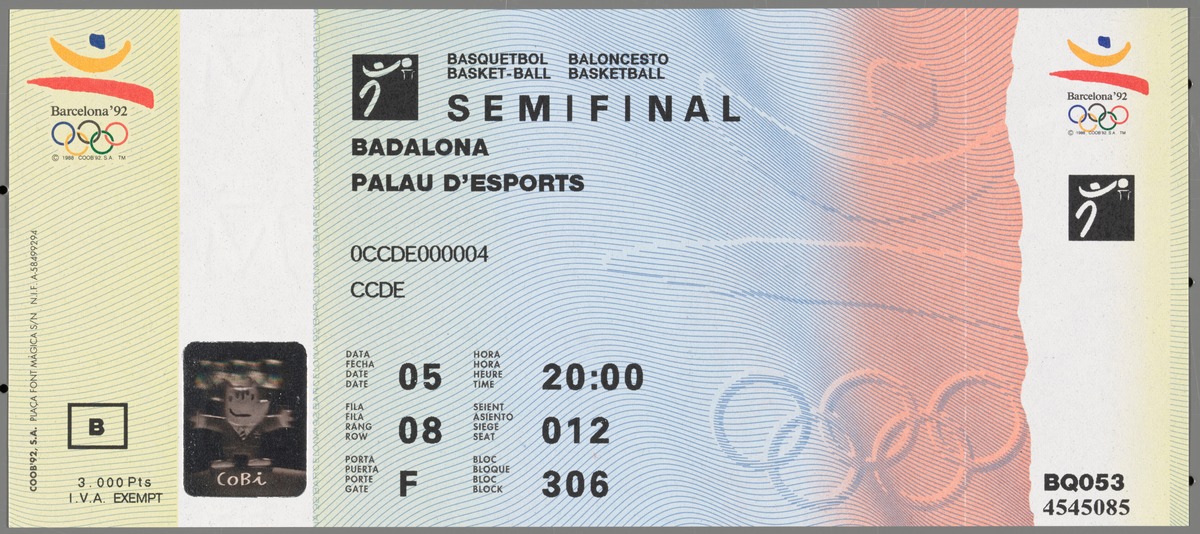 Barcelona'92
© 1988 COOB'92, S.A. TM
COOB'92, S.A. PLAÇA FONT MÀGICA S/N N.I.F. A-58499294
B
3.000 Pts
I.V.A. EXEMPT
COBi
BASQUETBOL BALONCESTO
BASKET-BALL BASKETBALL
SEMIFINAL
BADALONA
PALAU D'ESPORTS
0CCDE000004
CCDE
DATA
FECHA
DATE
DATE
05
HORA
HORA
HEURE
TIME
20:00
FILA
FILA
RANG
ROW
08
SEIENT
ASIENTO
SIEGE
SEAT
012
PORTA
PUERTA
PORTE
GATE
F
BLOC
BLOQUE
BLOC
BLOCK
306
Barcelona'92
© 1988 COOB'92, S.A. TM
BQ053
4545085